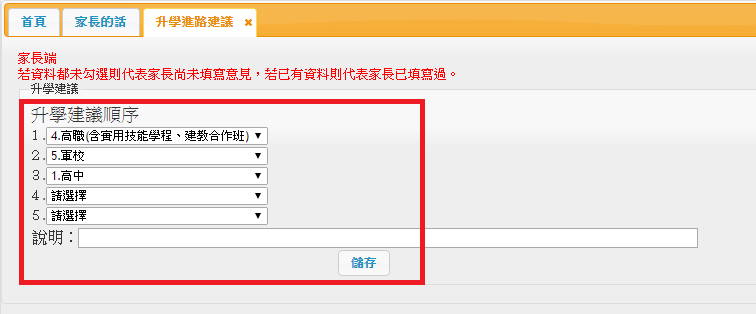 首頁 家長的話 升學進路建議 ×
家長端
若資料都未勾選則代表家長尚未填寫意見，若已有資料則代表家長已填寫過。
升學建議
升學建議順序
1. 4.高職(含實用技能學程、建教合作班) ▼
2. 5.軍校 ▼
3. 1.高中 ▼
4. 請選擇 ▼
5. 請選擇 ▼
說明：
儲存